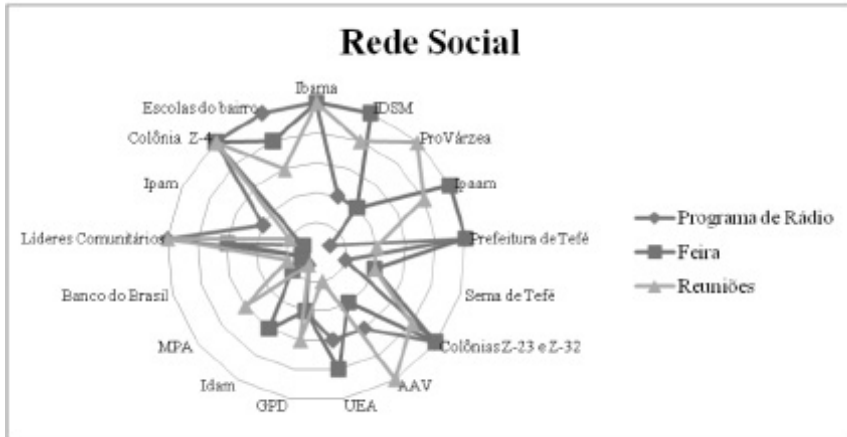 Rede Social
Ibama
IDSM
ProVárzea
Ipaam
Prefeitura de Tefé
Sema de Tefé
Colônias Z-23 e Z-32
AAV
UEA
GPD
Idam
MPA
Banco do Brasil
Líderes Comunitários
Ipam
Colônia Z-4
Escolas do bairro
Programa de Rádio
Feira
Reuniões